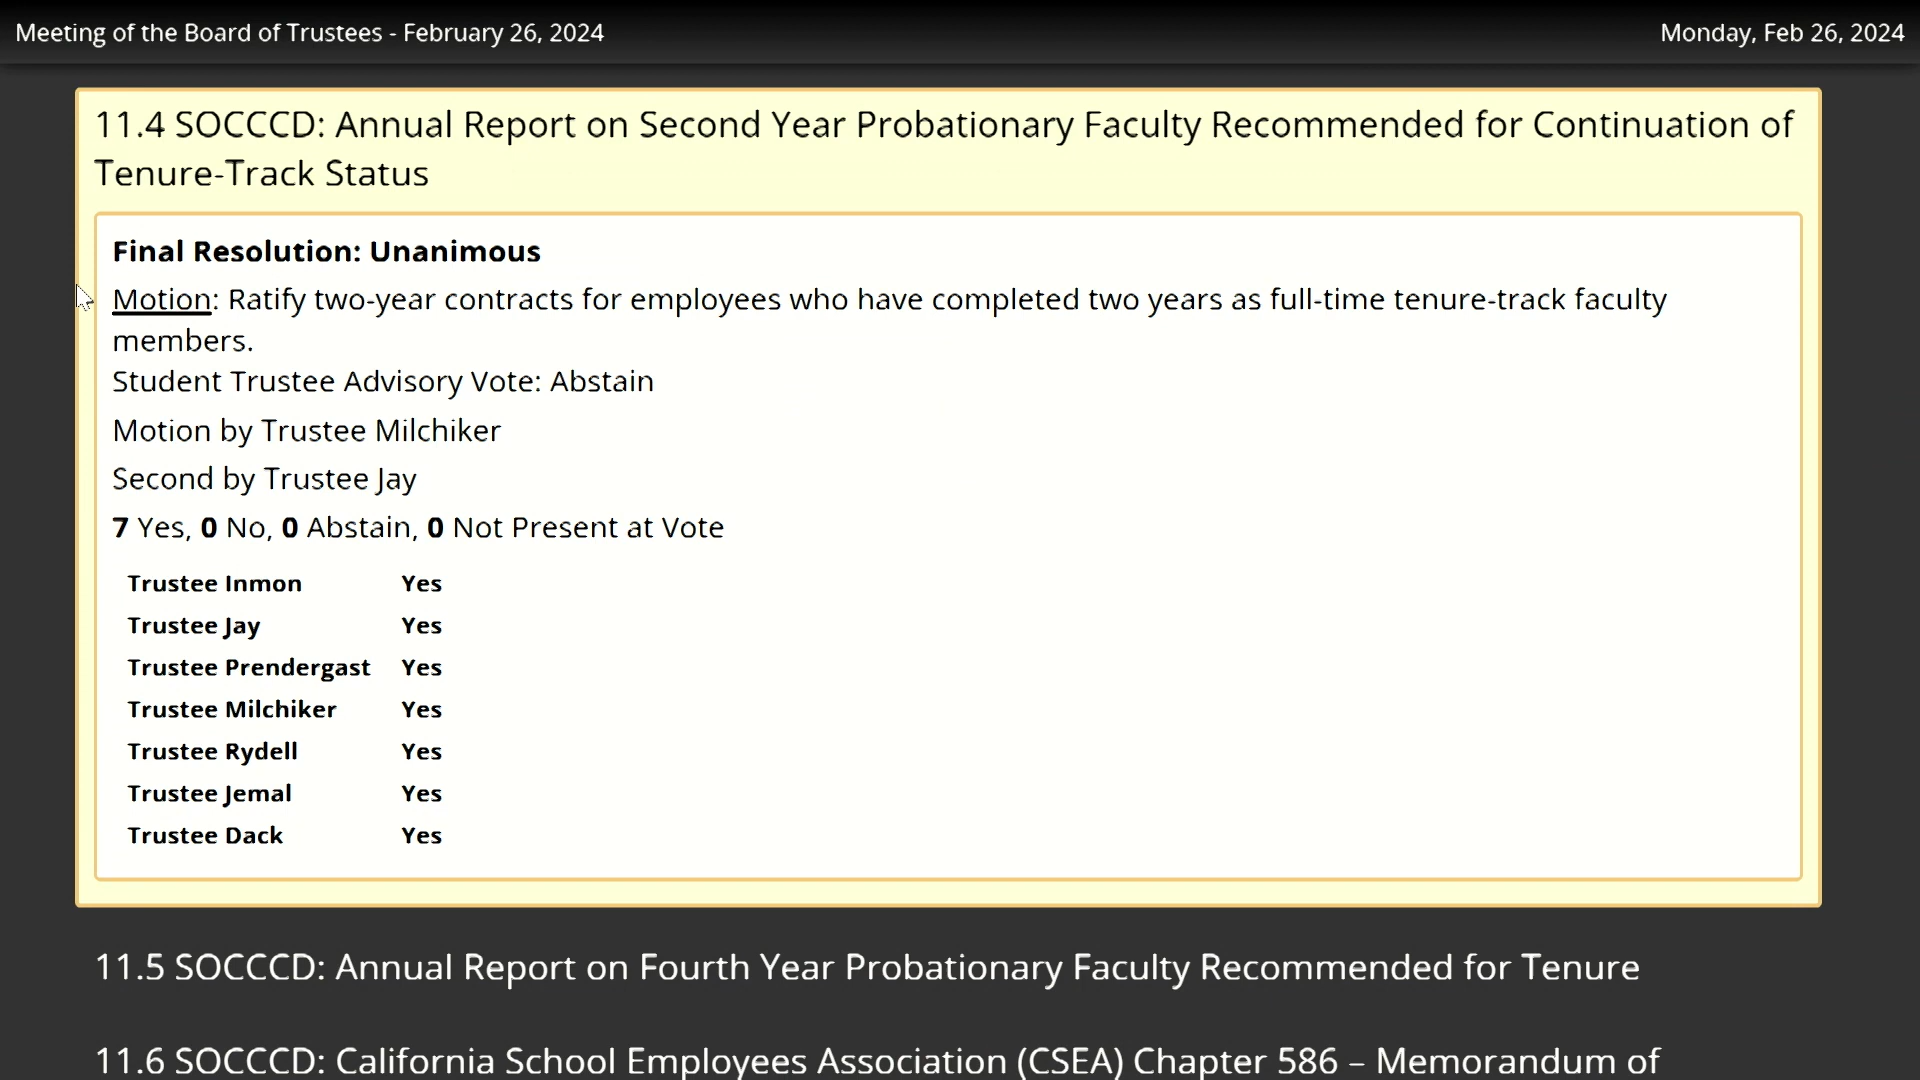 Meeting of the Board of Trustees - February 26, 2024
Monday, Feb 26, 2024
11.4 SOCCCD: Annual Report on Second Year Probationary Faculty Recommended for Continuation of
Tenure-Track Status
Final Resolution: Unanimous
Motion: Ratify two-year contracts for employees who have completed two years as full-time tenure-track faculty
members.
Student Trustee Advisory Vote: Abstain
Motion by Trustee Milchiker
Second by Trustee Jay
7 Yes, 0 No, 0 Abstain, 0 Not Present at Vote
Trustee Inmon Yes
Trustee Jay Yes
Trustee Prendergast Yes
Trustee Milchiker Yes
Trustee Rydell Yes
Trustee Jemal Yes
Trustee Dack Yes
11.5 SOCCCD: Annual Report on Fourth Year Probationary Faculty Recommended for Tenure
11.6 SOCCCD: California School Employees Association (CSEA) Chapter 586 – Memorandum of